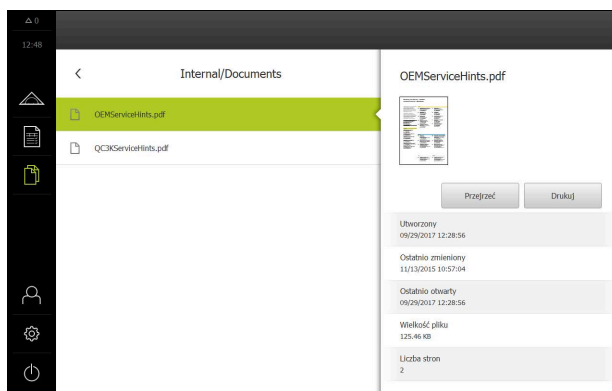 0
12:48
Internal/Documents
OEMServiceHints.pdf
QC3KServiceHints.pdf
OEMServiceHints.pdf
Przejrzeć
Drukuj
Utworzony
09/29/2017 12:28:56
Ostatnio zmieniony
11/13/2015 10:57:04
Ostatnio otwarty
09/29/2017 12:28:56
Wielkość pliku
125.46 KB
Liczba stron
2